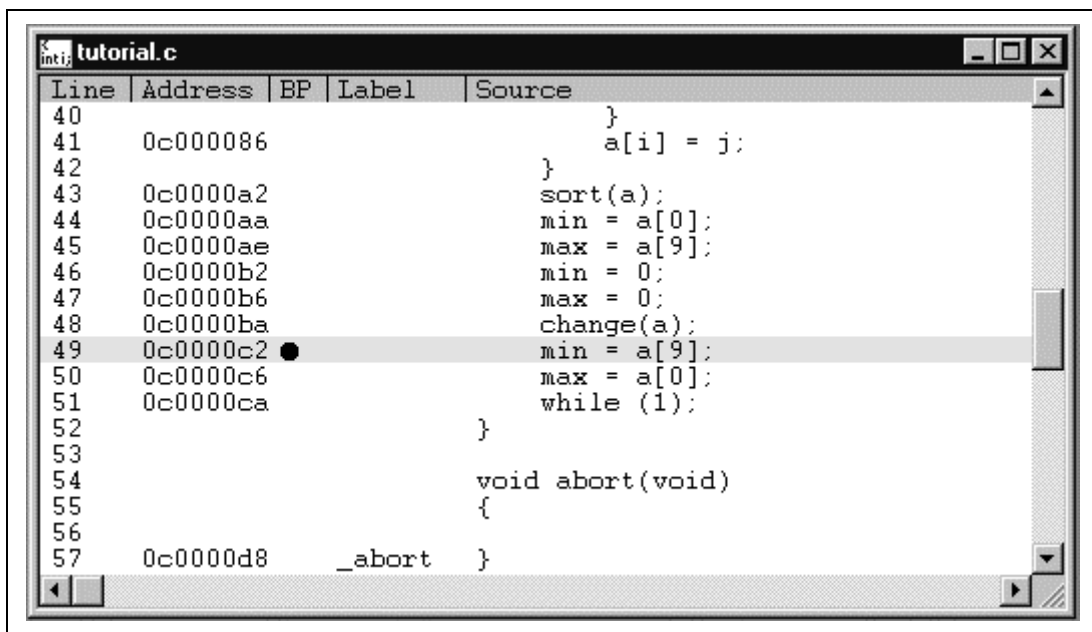 inti; tutorial.c
Line Address BP Label Source
40 }
41 0c000086 a[i] = j;
42 }
43 0c0000a2 sort(a);
44 0c0000aa min = a[0];
45 0c0000ae max = a[9];
46 0c0000b2 min = 0;
47 0c0000b6 max = 0;
48 0c0000ba change(a);
49 0c0000c2 ● min = a[9];
50 0c0000c6 max = a[0];
51 0c0000ca while (1);
52 }
53
54 void abort(void)
55 {
56
57 0c0000d8 _abort }